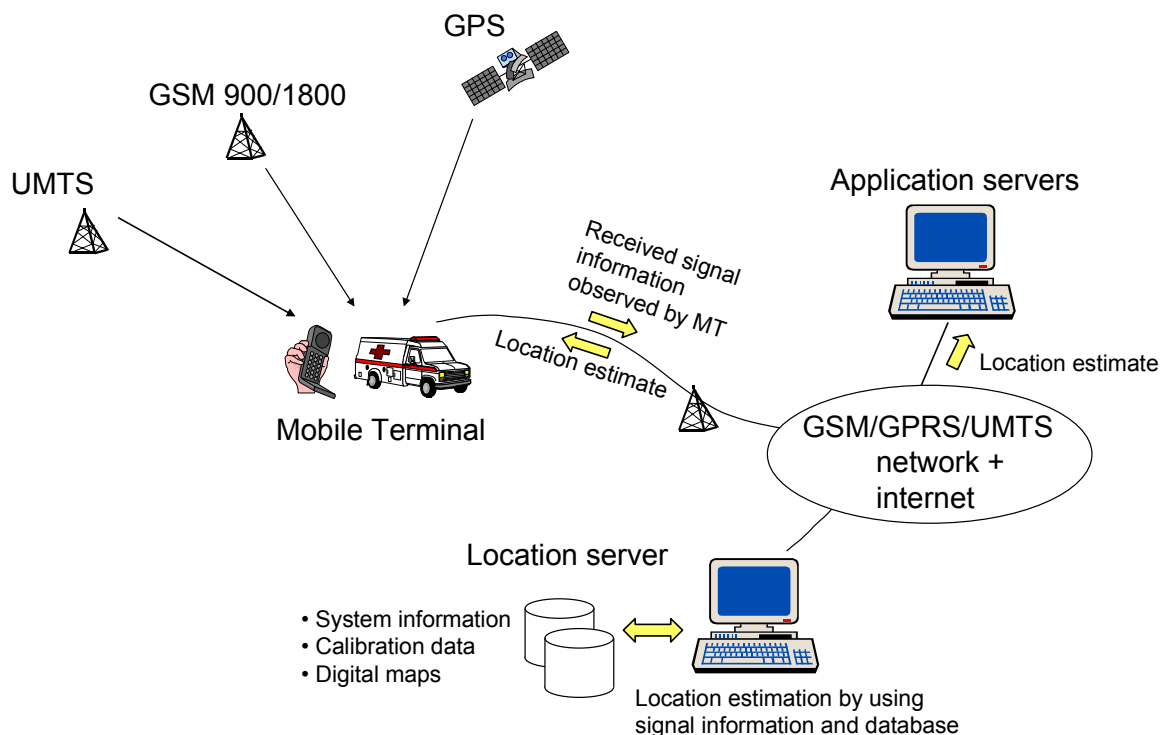 GPS
GSM 900/1800
UMTS
Application servers
Received signal
information
observed by MT
Location estimate
Location estimate
Mobile Terminal
GSM/GPRS/UMTS
network +
internet
Location server
• System information
• Calibration data
• Digital maps
Location estimation by using
signal information and database